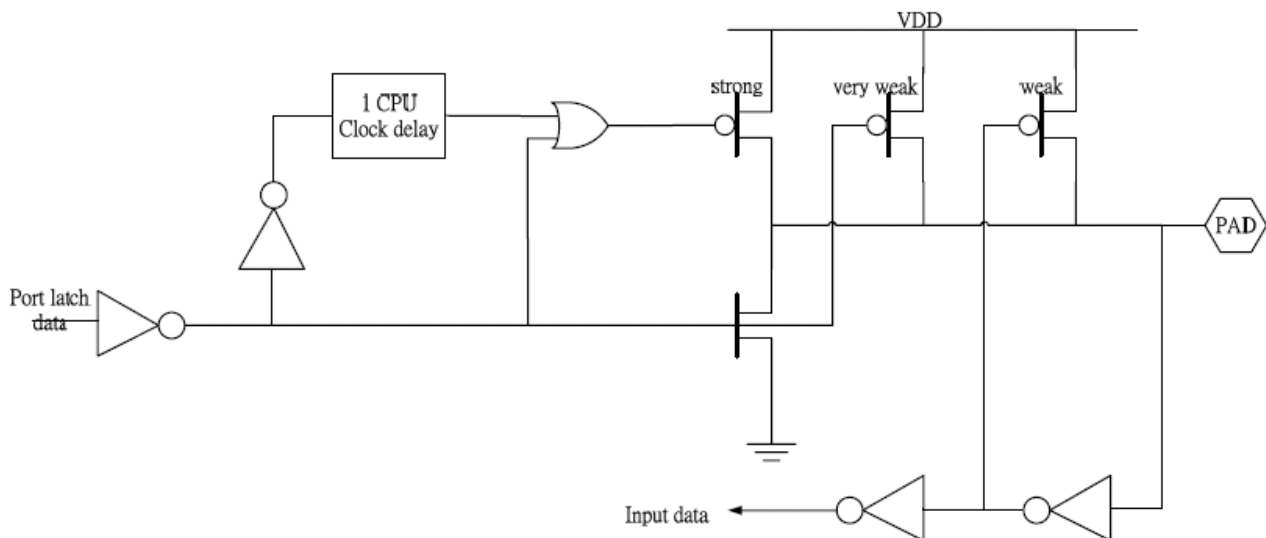 VDD
strong
very weak
weak
1 CPU
Clock delay
PAD
Port latch
data
Input data